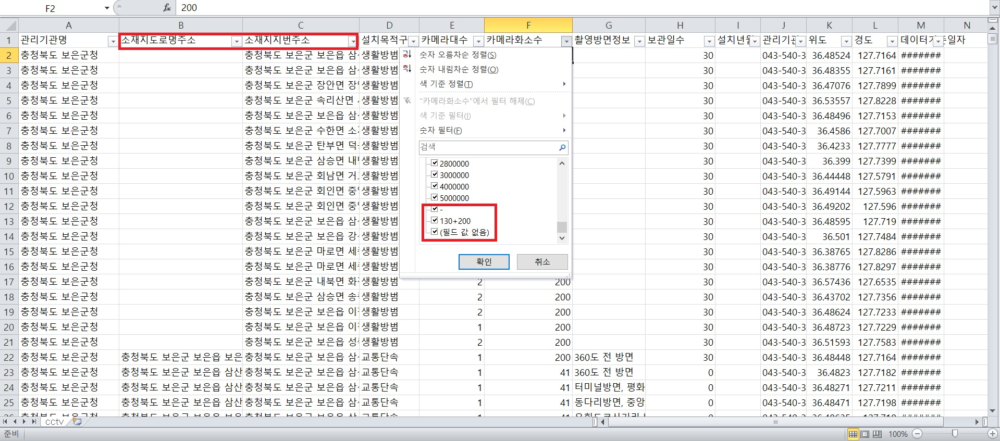 F2 fx 200
A B C D E F G H I J K L M N
1 관리기관명 소재지도로명주소 소재지지번주소 설치목적구 카메라대수 카메라화소수 촬영방면정보 보관일수 설치년월 관리기관 위도 경도 데이터기준일자
2 충청북도 보은군청 충청북도 보은군 보은읍 삼 생활방범 30 043-540-3 36.48524 127.7164 #######
3 충청북도 보은군청 충청북도 보은군 보은읍 삼 생활방범 30 043-540-3 36.48355 127.7161 #######
4 충청북도 보은군청 충청북도 보은군 장안면 장 생활방범 30 043-540-3 36.47076 127.7899 #######
5 충청북도 보은군청 충청북도 보은군 속리산면 생활방범 30 043-540-3 36.53557 127.8228 #######
6 충청북도 보은군청 충청북도 보은군 보은읍 삼 생활방범 30 043-540-3 36.48496 127.7153 #######
7 충청북도 보은군청 충청북도 보은군 수한면 소 생활방범 30 043-540-3 36.4586 127.7007 #######
8 충청북도 보은군청 충청북도 보은군 탄부면 덕 생활방범 30 043-540-3 36.4233 127.7777 #######
9 충청북도 보은군청 충청북도 보은군 삼승면 내 생활방범 30 043-540-3 36.399 127.7399 #######
10 충청북도 보은군청 충청북도 보은군 회남면 거 생활방범 30 043-540-3 36.44448 127.5791 #######
11 충청북도 보은군청 충청북도 보은군 회인면 중 생활방범 30 043-540-3 36.49144 127.5963 #######
12 충청북도 보은군청 충청북도 보은군 회인면 중 생활방범 30 043-540-3 36.49202 127.596 #######
13 충청북도 보은군청 충청북도 보은군 보은읍 삼 생활방범 30 043-540-3 36.48595 127.719 #######
14 충청북도 보은군청 충청북도 보은군 보은읍 강 생활방범 30 043-540-3 36.501 127.7484 #######
15 충청북도 보은군청 충청북도 보은군 마로면 세 생활방범 30 043-540-3 36.38765 127.8286 #######
16 충청북도 보은군청 충청북도 보은군 마로면 세 생활방범 30 043-540-3 36.38776 127.8297 #######
17 충청북도 보은군청 충청북도 보은군 내북면 화 생활방범 2 200 30 043-540-3 36.57436 127.6535 #######
18 충청북도 보은군청 충청북도 보은군 삼승면 송 생활방범 2 200 30 043-540-3 36.43702 127.7356 #######
19 충청북도 보은군청 충청북도 보은군 보은읍 이 생활방범 2 200 30 043-540-3 36.48624 127.7233 #######
20 충청북도 보은군청 충청북도 보은군 보은읍 이 생활방범 1 200 30 043-540-3 36.48723 127.7229 #######
21 충청북도 보은군청 충청북도 보은군 보은읍 성 생활방범 2 200 30 043-540-3 36.51593 127.7583 #######
22 충청북도 보은군청 충청북도 보은군 보은읍 보은 충청북도 보은군 보은읍 삼 교통단속 1 200 360도 전 방면 30 043-540-3 36.48448 127.7164 #######
23 충청북도 보은군청 충청북도 보은군 보은읍 삼산 충청북도 보은군 보은읍 삼 교통단속 1 41 360도 전 방면 0 043-540-3 36.4823 127.7182 #######
24 충청북도 보은군청 충청북도 보은군 보은읍 삼산 충청북도 보은군 보은읍 삼 교통단속 1 41 터미널방면, 평화 0 043-540-3 36.48271 127.7211 #######
25 충청북도 보은군청 충청북도 보은군 보은읍 삼산 충청북도 보은군 보은읍 삼 교통단속 1 41 동다리방면, 중앙 0 043-540-3 36.48471 127.7198 #######
숫자 오름차순 정렬(S)
숫자 내림차순 정렬(O)
색 기준 정렬(T)
"카메라화소수"에서 필터 해제(C)
색 기준 필터(I)
숫자 필터(F)
검색
2800000
3000000
4000000
5000000
-
130+200
(필드 값 없음)
확인 취소
cctv
준비 100%